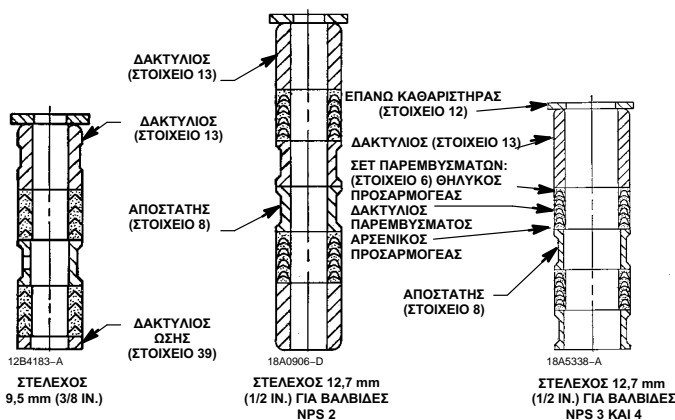 ΔΑΚΤΥΛΙΟΣ
(ΣΤΟΙΧΕΙΟ 13)
ΑΠΟΣΤΑΤΗΣ
(ΣΤΟΙΧΕΙΟ 8)
ΔΑΚΤΥΛΙΟΣ
ΩΣΗΣ
(ΣΤΟΙΧΕΙΟ 39)
12B4183−A
ΣΤΕΛΕΧΟΣ
9,5 mm (3/8 IN.)
ΔΑΚΤΥΛΙΟΣ
(ΣΤΟΙΧΕΙΟ 13)
18A0906−D
ΣΤΕΛΕΧΟΣ 12,7 mm
(1/2 IN.) ΓΙΑ ΒΑΛΒΙΔΕΣ
NPS 2
ΕΠΑΝΩ ΚΑΘΑΡΙΣΤΗΡΑΣ
(ΣΤΟΙΧΕΙΟ 12)
ΔΑΚΤΥΛΙΟΣ (ΣΤΟΙΧΕΙΟ 13)
ΣΕΤ ΠΑΡΕΜΒΥΣΜΑΤΩΝ:
(ΣΤΟΙΧΕΙΟ 6) ΘΗΛΥΚΟΣ
ΠΡΟΣΑΡΜΟΓΕΑΣ
ΔΑΚΤΥΛΙΟΣ
ΠΑΡΕΜΒΥΣΜΑΤΟΣ
ΑΡΣΕΝΙΚΟΣ
ΠΡΟΣΑΡΜΟΓΕΑΣ
ΑΠΟΣΤΑΤΗΣ
(ΣΤΟΙΧΕΙΟ 8)
18A5338−A
ΣΤΕΛΕΧΟΣ 12,7 mm
(1/2 IN.) ΓΙΑ ΒΑΛΒΙΔΕΣ
NPS 3 ΚΑΙ 4